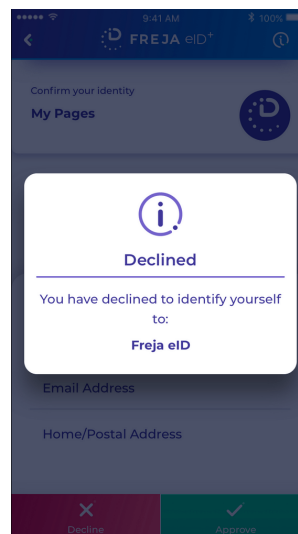 9:41 AM
100%
FREJA eID+
Confirm your identity
My Pages
Declined
You have declined to identify yourself
to:
Freja eID
Email Address
Home/Postal Address
Decline
Approve